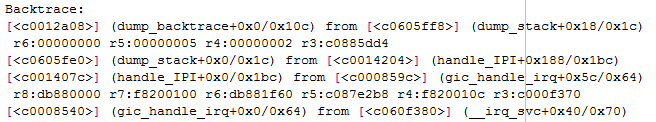 Backtrace:
[<c0012a08>] (dump_backtrace+0x0/0x10c) from [<c0605ff8>] (dump_stack+0x18/0x1c)
r6:00000000 r5:00000005 r4:00000002 r3:c0885dd4
[<c0605fe0>] (dump_stack+0x0/0x1c) from [<c0014204>] (handle_IPI+0x188/0x1bc)
[<c001407c>] (handle_IPI+0x0/0x1bc) from [<c000859c>] (gic_handle_irq+0x5c/0x64)
r8:db880000 r7:f8200100 r6:db881f60 r5:c087e2b8 r4:f820010c r3:c000f370
[<c0008540>] (gic_handle_irq+0x0/0x64) from [<c060f380>] (__irq_svc+0x40/0x70)